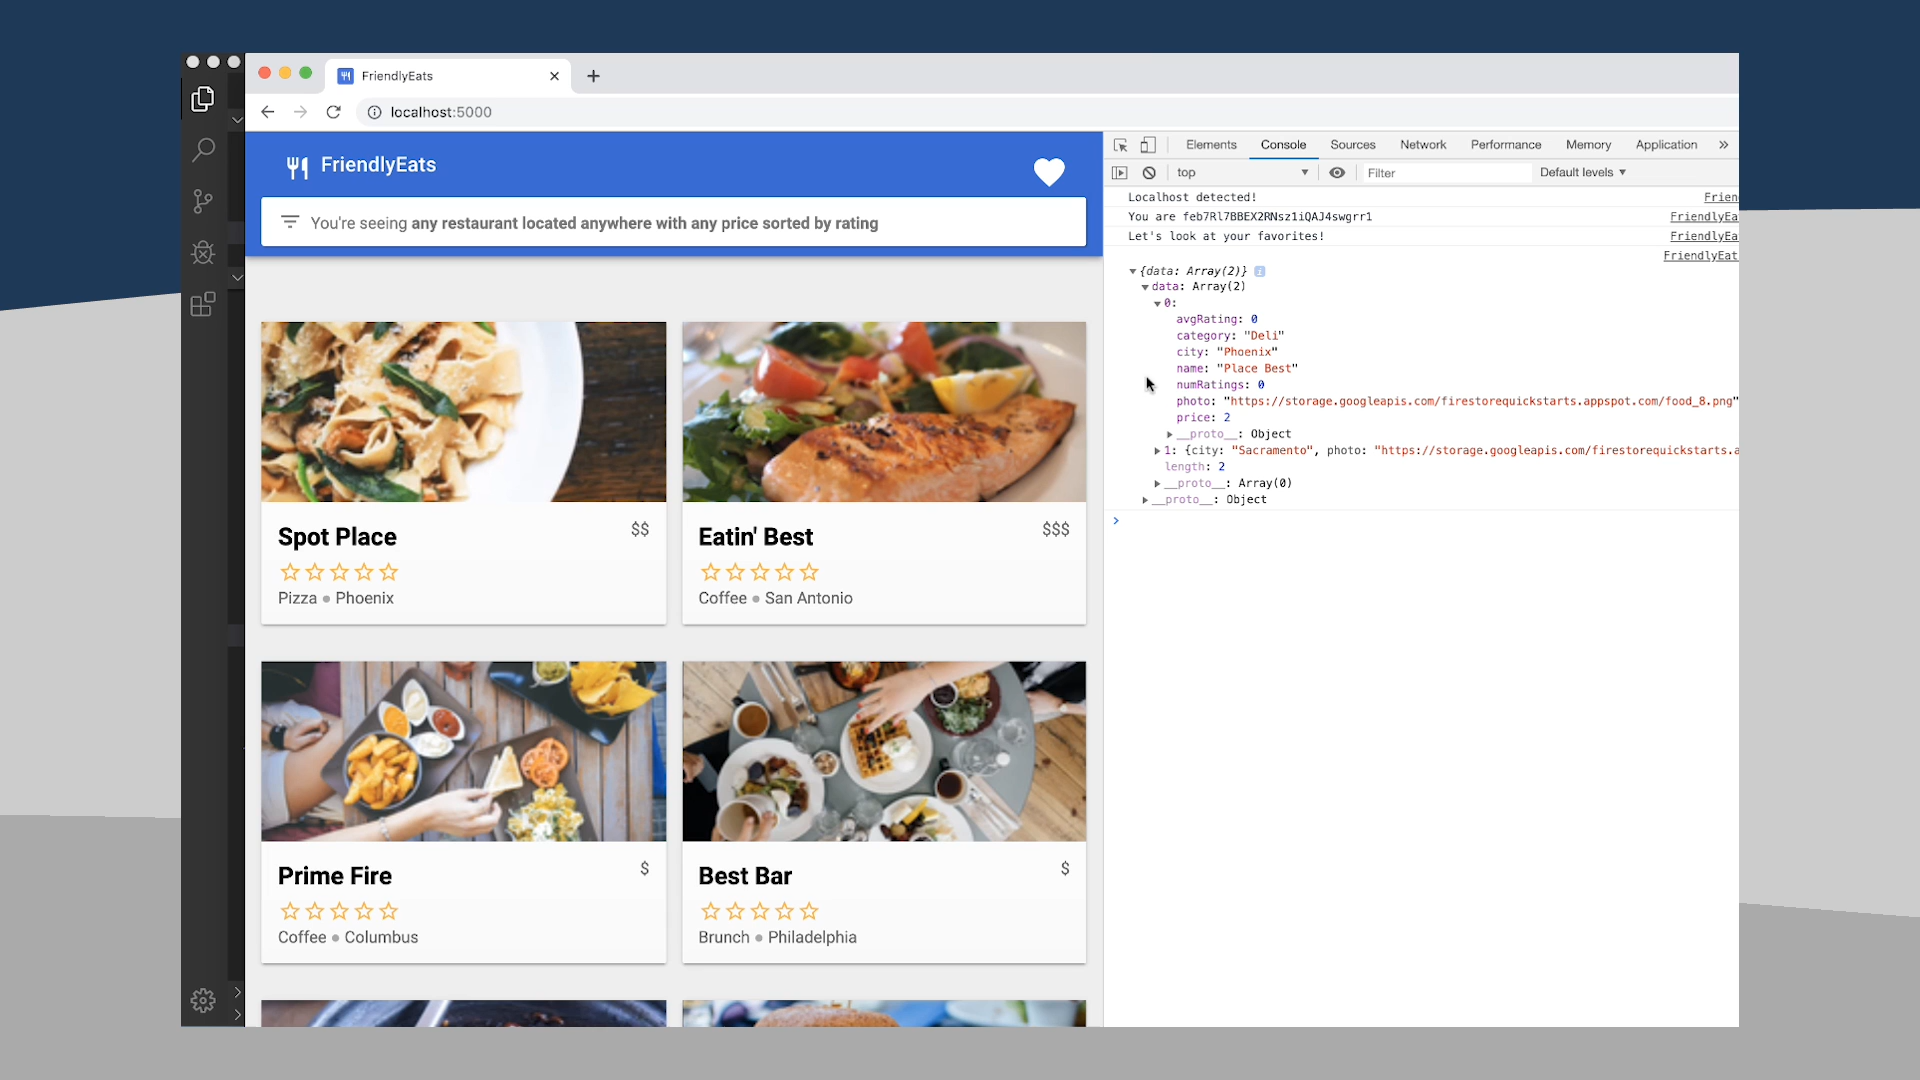 FriendlyEats
localhost:5000
FriendlyEats
You're seeing any restaurant located anywhere with any price sorted by rating
Spot Place
$$
Pizza ● Phoenix
Eatin' Best
$$$
Coffee ● San Antonio
Prime Fire
$
Coffee ● Columbus
Best Bar
$
Brunch ● Philadelphia
Elements Console Sources Network Performance Memory Application »
top Filter Default levels
Localhost detected! Frien
You are feb7Rl7BBEX2RNsz1iQAJ4swgrr1 FriendlyEa
Let's look at your favorites! FriendlyEa
FriendlyEat
{data: Array(2)} i
data: Array(2)
0:
avgRating: 0
category: "Deli"
city: "Phoenix"
name: "Place Best"
numRatings: 0
photo: "https://storage.googleapis.com/firestorequickstarts.appspot.com/food_8.png"
price: 2
__proto__: Object
1: {city: "Sacramento", photo: "https://storage.googleapis.com/firestorequickstarts.a
length: 2
__proto__: Array(0)
__proto__: Object